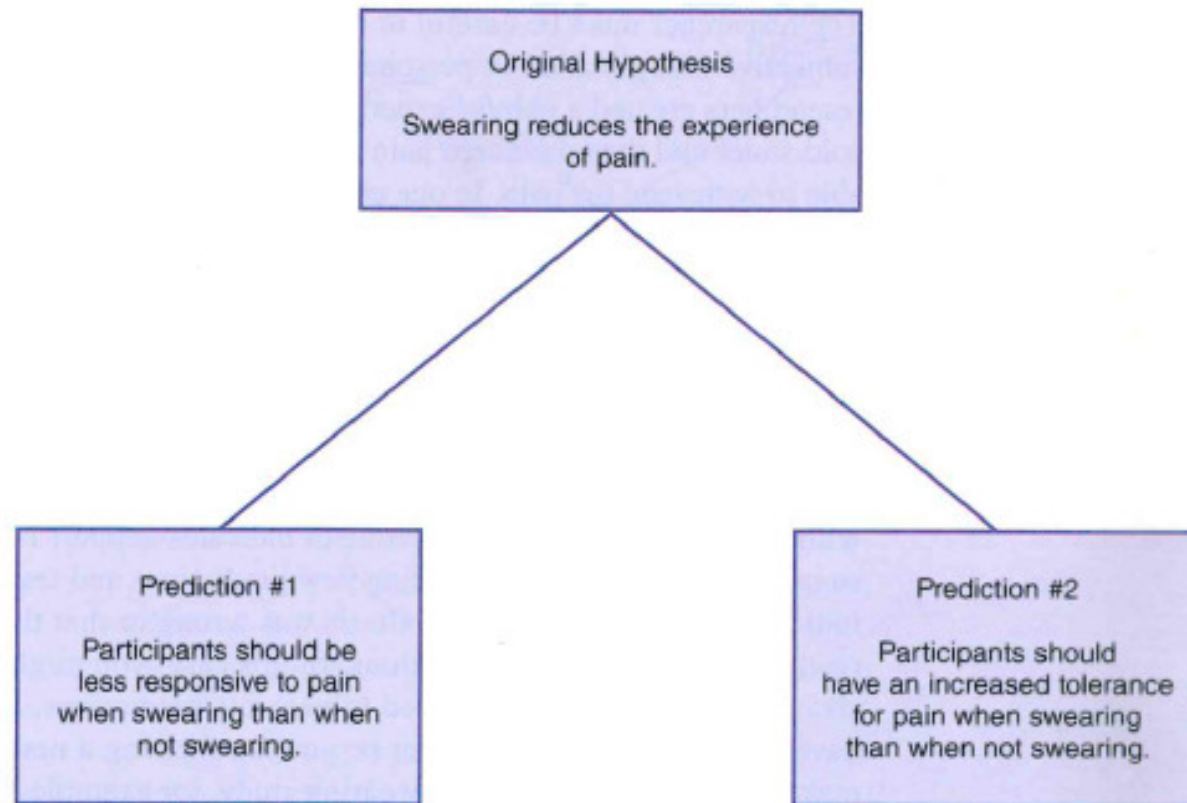 Original Hypothesis
Swearing reduces the experience
of pain.
Prediction #1
Participants should be
less responsive to pain
when swearing than when
not swearing.
Prediction #2
Participants should
have an increased tolerance
for pain when swearing
than when not swearing.